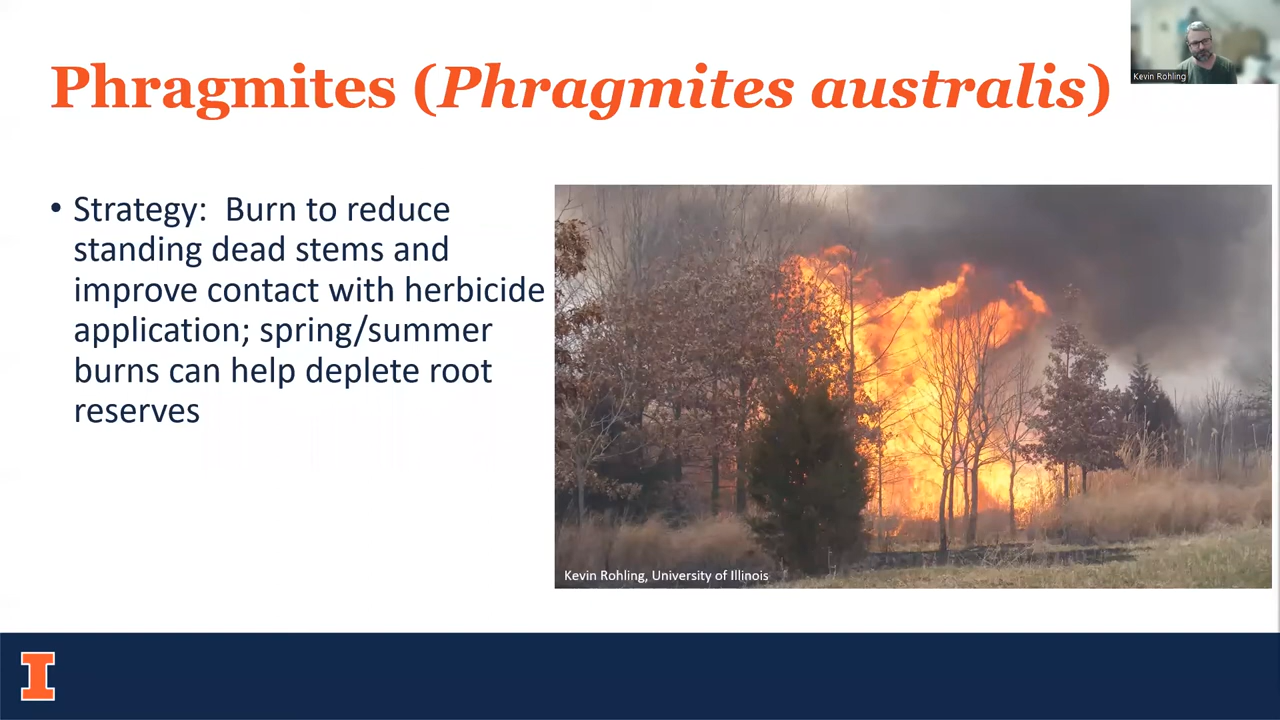 Phragmites (Phragmites australis)
Kevin Rohling
• Strategy:  Burn to reduce
standing dead stems and
improve contact with herbicide
application; spring/summer
burns can help deplete root
reserves
Kevin Rohling, University of Illinois
I